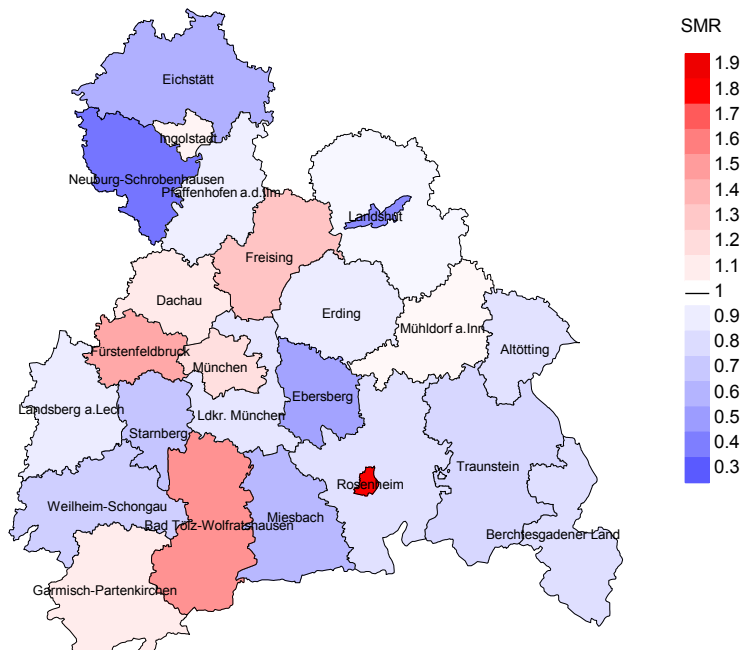 SMR
1.9
1.8
1.7
1.6
1.5
1.4
1.3
1.2
1.1
1
0.9
0.8
0.7
0.6
0.5
0.4
0.3
Eichstätt
Ingolstadt
Neuburg-Schrobenhausen
Pfaffenhofen a.d.Ilm
Landshut
Freising
Dachau
Erding
Mühldorf a.Inn
Altötting
Fürstenfeldbruck
München
Ebersberg
Landsberg a.Lech
Ldkr. München
Starnberg
Traunstein
Rosenheim
Weilheim-Schongau
Miesbach
Bad Tölz-Wolfratshausen
Berchtesgadener Land
Garmisch-Partenkirchen